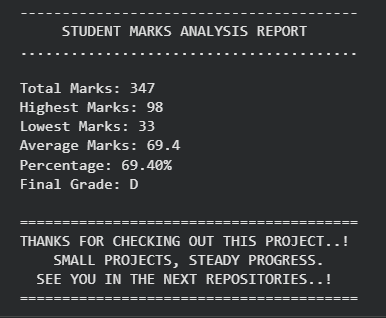 -----------------------------------------
STUDENT MARKS ANALYSIS REPORT
.........................................
Total Marks: 347
Highest Marks: 98
Lowest Marks: 33
Average Marks: 69.4
Percentage: 69.40%
Final Grade: D
=========================================
THANKS FOR CHECKING OUT THIS PROJECT..!
SMALL PROJECTS, STEADY PROGRESS.
SEE YOU IN THE NEXT REPOSITORIES..!
=========================================